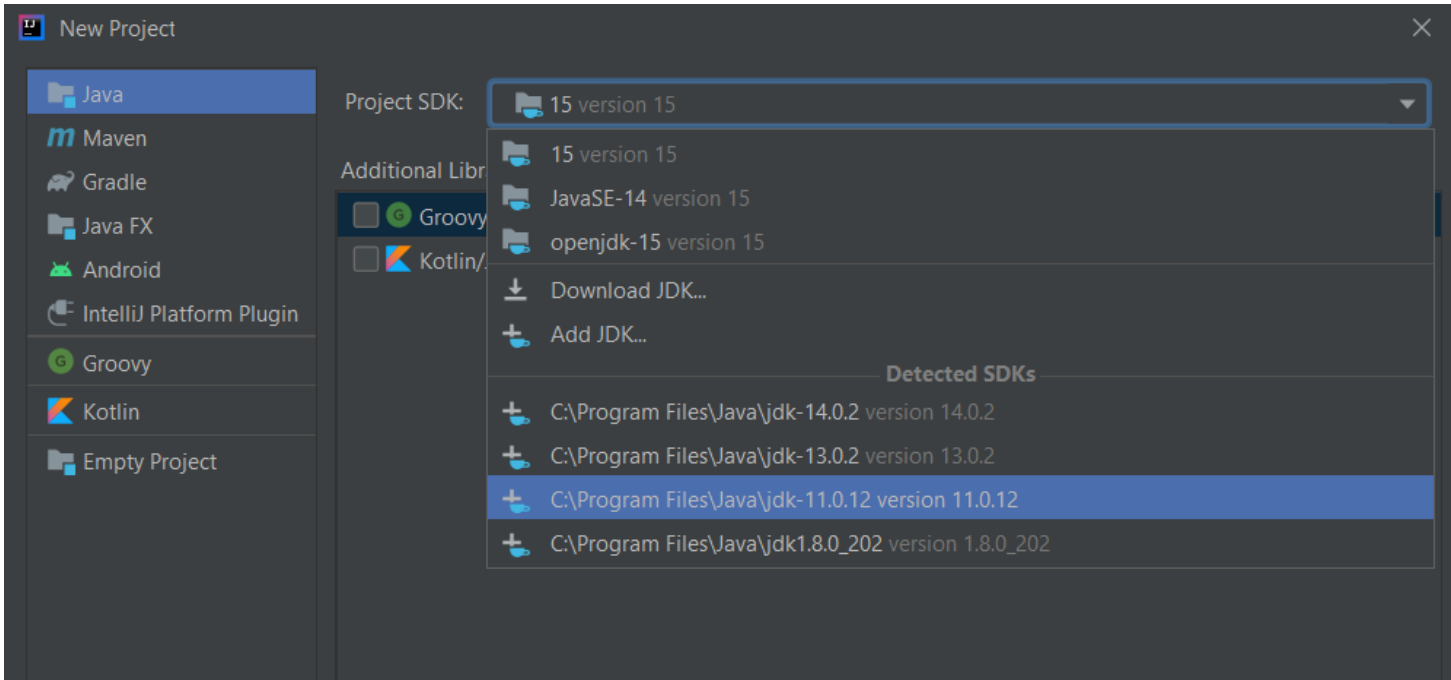 New Project
Java
Maven
Gradle
Java FX
Android
IntelliJ Platform Plugin
Groovy
Kotlin
Empty Project
Project SDK:
15 version 15
Additional Libr
Groovy
Kotlin/
15 version 15
JavaSE-14 version 15
openjdk-15 version 15
Download JDK...
Add JDK...
Detected SDKs
C:\Program Files\Java\jdk-14.0.2 version 14.0.2
C:\Program Files\Java\jdk-13.0.2 version 13.0.2
C:\Program Files\Java\jdk-11.0.12 version 11.0.12
C:\Program Files\Java\jdk1.8.0_202 version 1.8.0_202